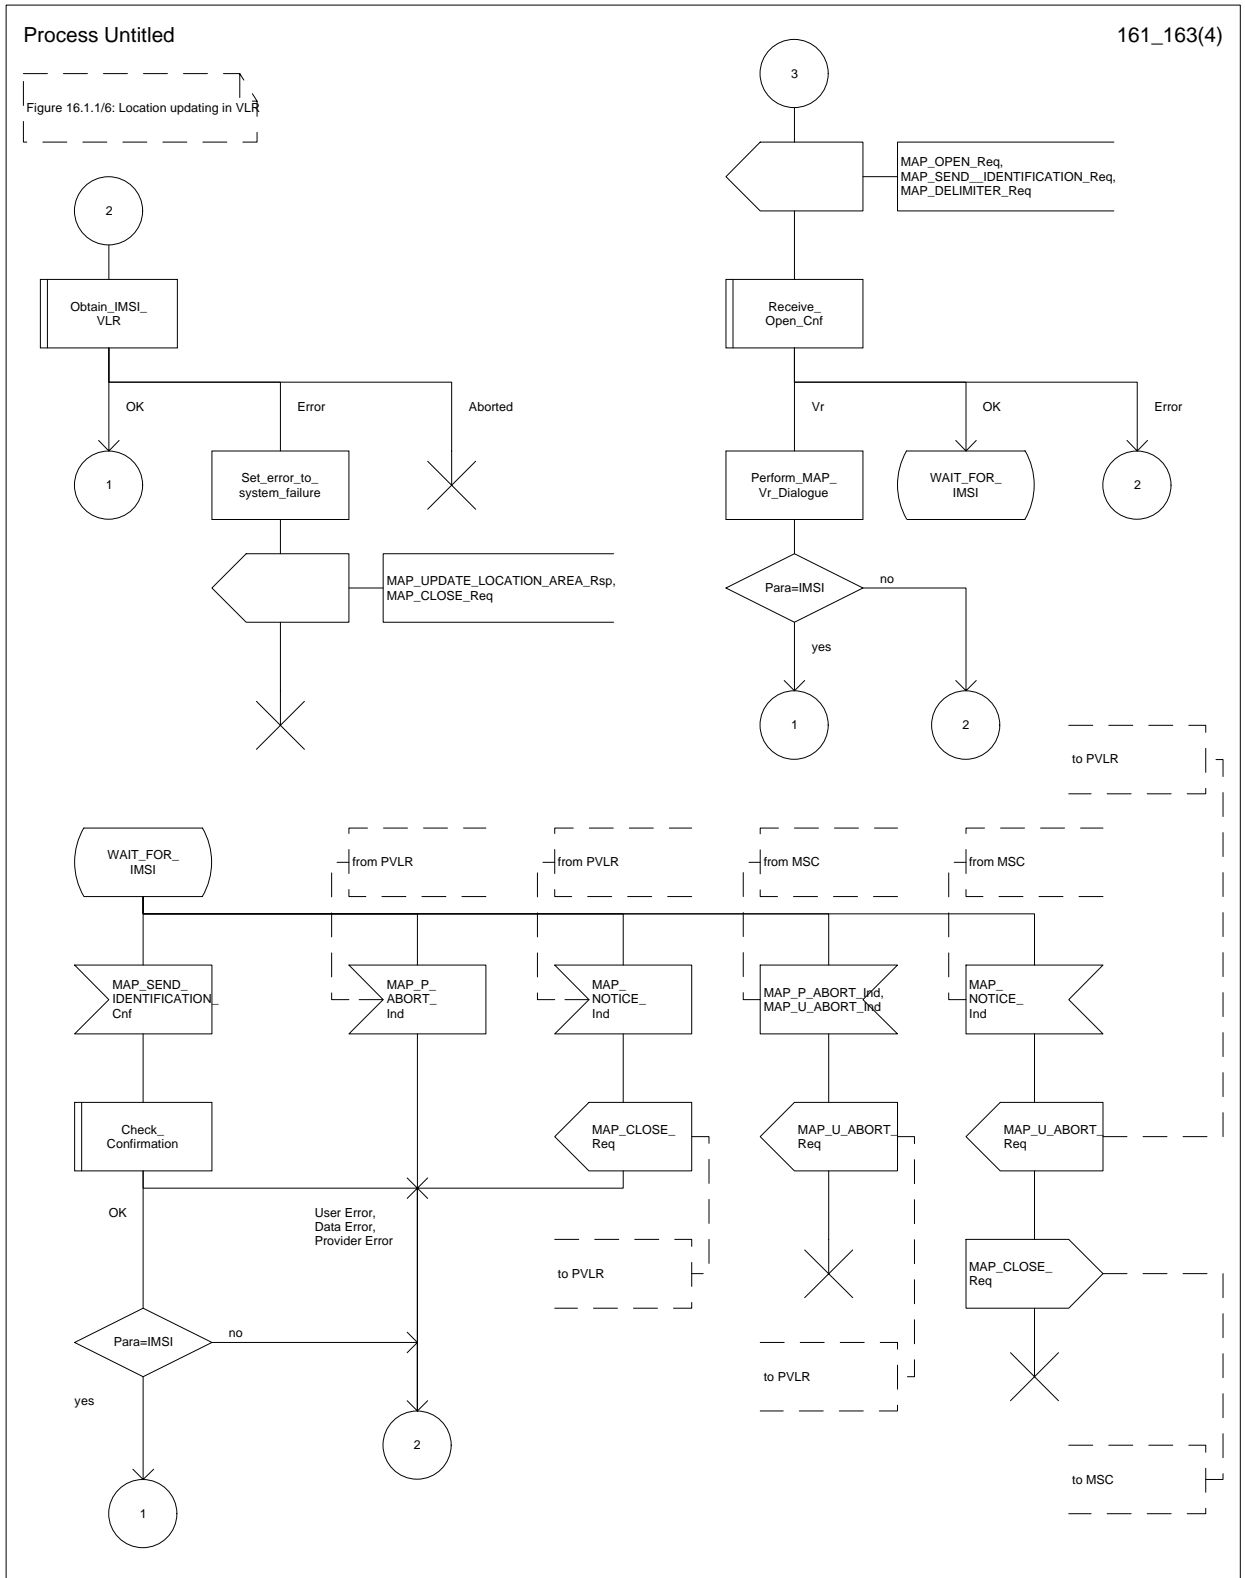 Process Untitled
161_163(4)
Figure 16.1.1/6: Location updating in VLR
3
MAP_OPEN_Req,
MAP_SEND__IDENTIFICATION_Req,
MAP_DELIMITER_Req
2
Obtain_IMSI_
VLR
Receive_
Open_Cnf
OK
Error
Aborted
Vr
OK
Error
1
Set_error_to_
system_failure
Perform_MAP_
Vr_Dialogue
WAIT_FOR_
IMSI
2
MAP_UPDATE_LOCATION_AREA_Rsp,
MAP_CLOSE_Req
Para=IMSI
no
yes
1
2
to PVLR
WAIT_FOR_
IMSI
from PVLR
from PVLR
from MSC
from MSC
MAP_SEND_
IDENTIFICATION_
Cnf
MAP_P_
ABORT_
Ind
MAP_
NOTICE_
Ind
MAP_P_ABORT_Ind,
MAP_U_ABORT_Ind
MAP_
NOTICE_
Ind
Check_
Confirmation
MAP_CLOSE_
Req
MAP_U_ABORT_
Req
MAP_U_ABORT_
Req
OK
User Error,
Data Error,
Provider Error
to PVLR
MAP_CLOSE_
Req
Para=IMSI
no
yes
to PVLR
2
to MSC
1